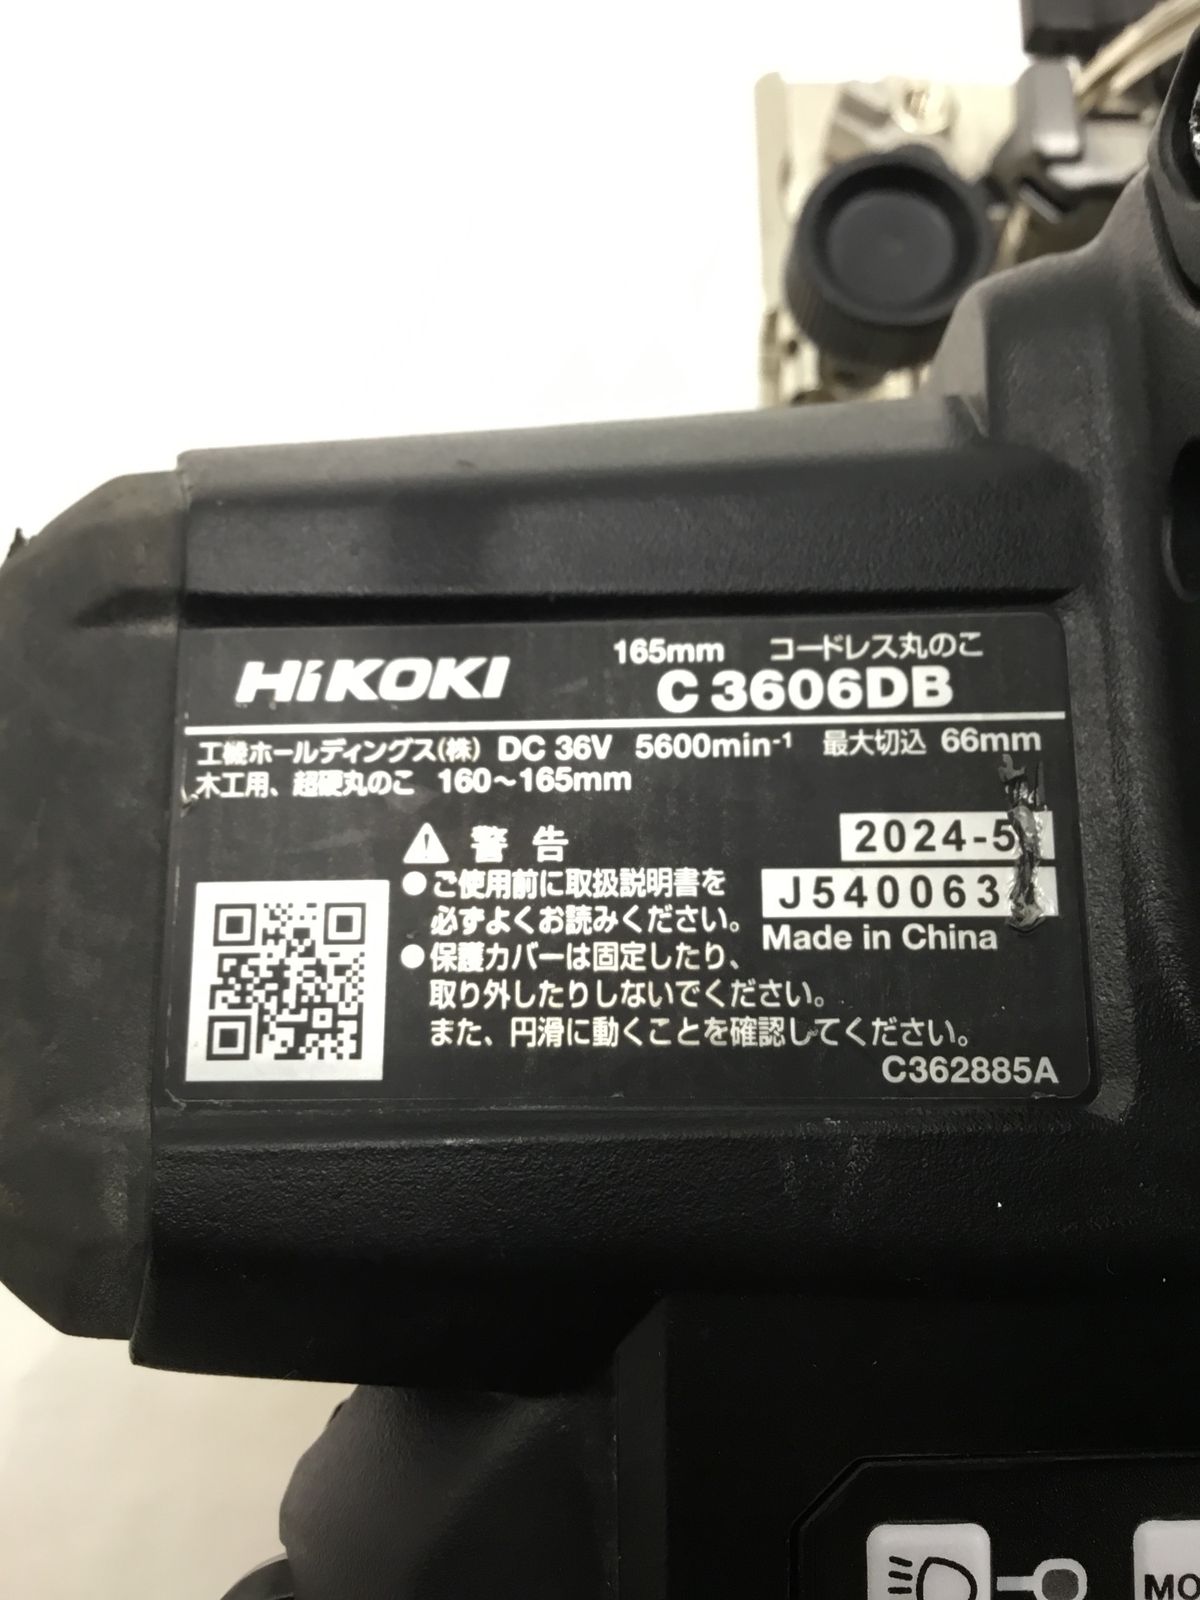 HiKOKI
165mm コードレス丸のこ
C 3606DB
工機ホールディングス(株) DC 36V 5600min⁻¹ 最大切込 66mm
木工用、超硬丸のこ 160～165mm
警告
●ご使用前に取扱説明書を
必ずよくお読みください。
●保護カバーは固定したり、
取り外したりしないでください。
また、円滑に動くことを確認してください。
2024-5
J540063
Made in China
C362885A